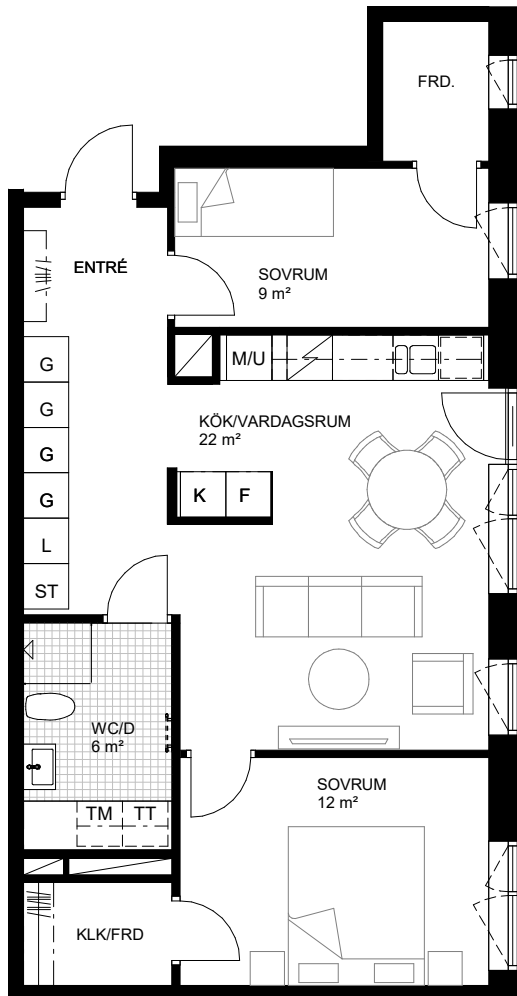 FRD.
ENTRÉ
SOVRUM
9 m²
M/U
G
G
G
G
L
ST
KÖK/VARDAGSRUM
22 m²
K
F
WC/D
6 m²
TM
TT
SOVRUM
12 m²
KLK/FRD